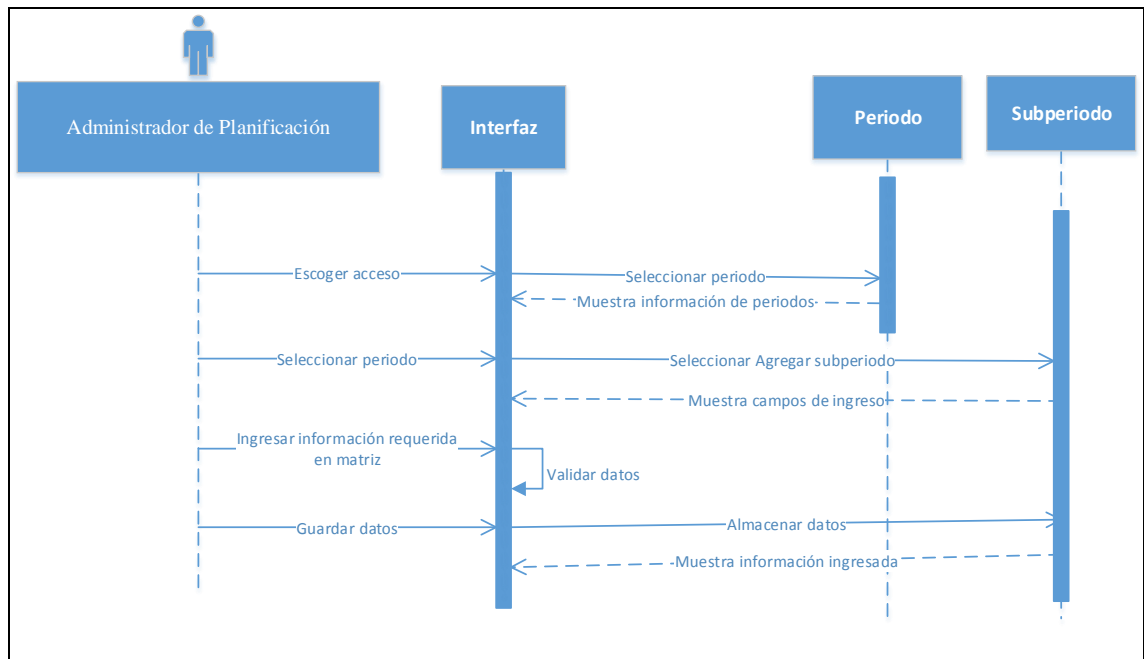 Administrador de Planificación
Interfaz
Periodo
Subperiodo
Escoger acceso
Seleccionar periodo
Muestra información de periodos
Seleccionar periodo
Seleccionar Agregar subperiodo
Muestra campos de ingreso
Ingresar información requerida
en matriz
Validar datos
Guardar datos
Almacenar datos
Muestra información ingresada